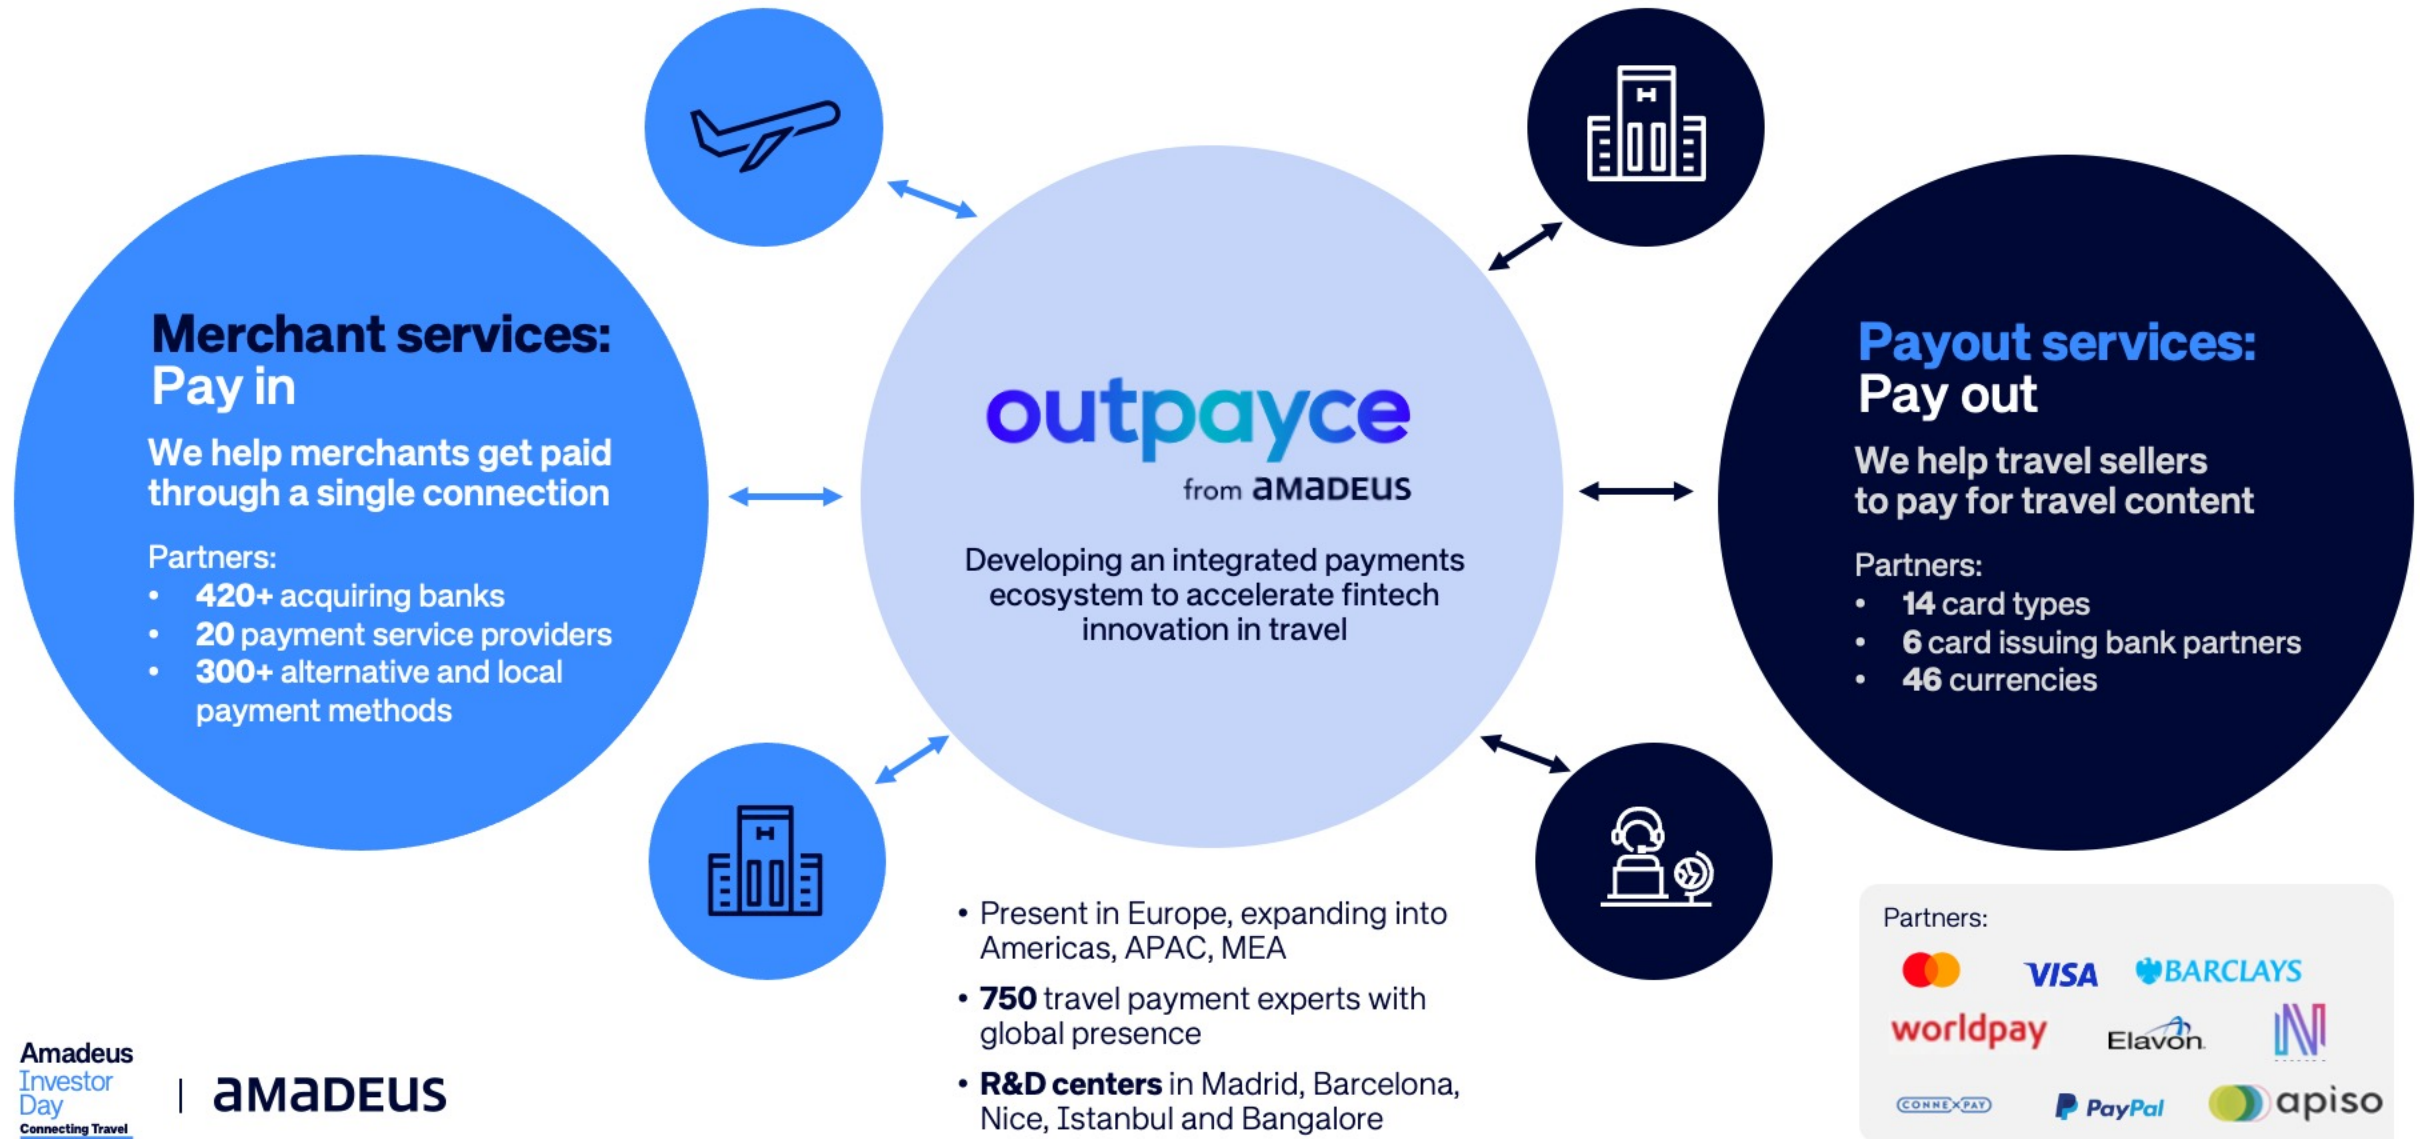 Merchant services:
Pay in
We help merchants get paid
through a single connection
Partners:
• 420+ acquiring banks
• 20 payment service providers
• 300+ alternative and local
payment methods
H
H
outpayce
from aMaDEUS
Developing an integrated payments
ecosystem to accelerate fintech
innovation in travel
• Present in Europe, expanding into
Americas, APAC, MEA
• 750 travel payment experts with
global presence
• R&D centers in Madrid, Barcelona,
Nice, Istanbul and Bangalore
H
Payout services:
Pay out
We help travel sellers
to pay for travel content
Partners:
• 14 card types
• 6 card issuing bank partners
• 46 currencies
Partners:
VISA BARCLAYS
worldpay Elavon N
CONNEXPAY PayPal apiso
Amadeus
Investor
Day
Connecting Travel
aMaDEUS